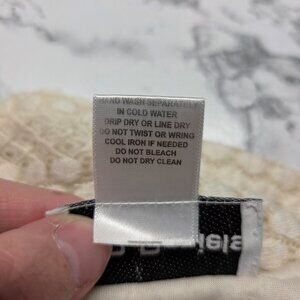 HAND WASH SEPARATELY
IN COLD WATER
DRIP DRY OR LINE DRY
DO NOT TWIST OR WRING
COOL IRON IF NEEDED
DO NOT BLEACH
DO NOT DRY CLEAN